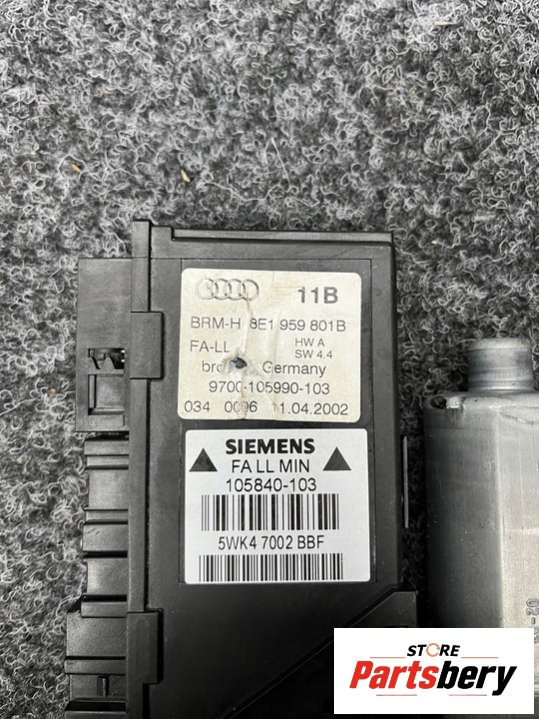 11B
BRM-H 8E1 959 801B
FA-LL HW A
SW 4.4
Germany
9700-105990-103
034 0096 11.04.2002
SIEMENS
FA LL MIN
105840-103
5WK4 7002 BBF
STORE
Partsbery